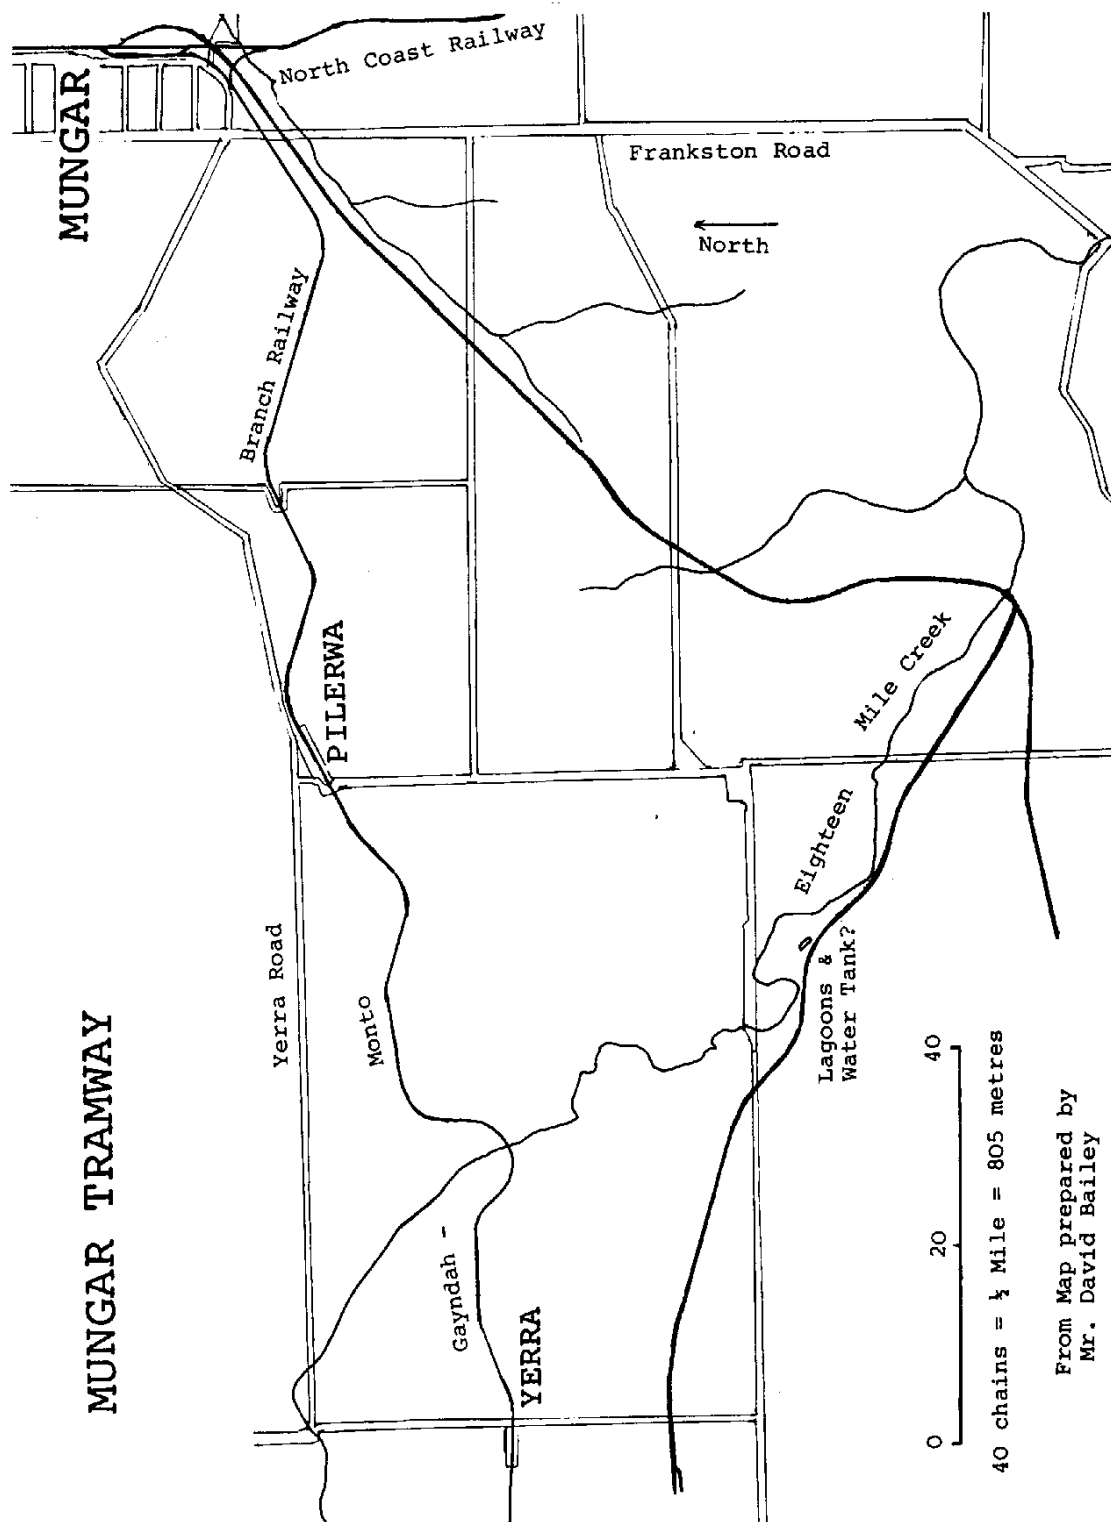 MUNGAR TRAMWAY
MUNGAR
North Coast Railway
Frankston Road
North
Branch Railway
PILERWA
Yerra Road
Monto
Gayndah -
YERRA
Mile Creek
Eighteen
Lagoons &
Water Tank?
0 20 40
40 chains = ½ Mile = 805 metres
From Map prepared by
Mr. David Bailey